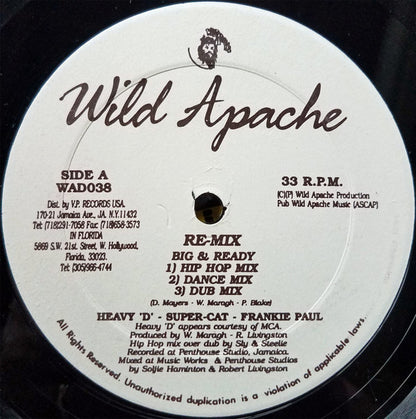 Wild Apache
SIDE A
WAD038
33 R.P.M.
Dist. by V.P. RECORDS USA.
170-21 Jamaica Ave., JA. N.Y.11432
Tel: (718)291-7058 Fax: (718)658-3573
IN FLORIDA
5869 S.W. 21st. Street, W. Hollywood,
Florida, 33023.
Tel: (305)966-4744
(C)(P) Wild Apache Production
Pub Wild Apache Music (ASCAP)
RE-MIX
BIG & READY
1) HIP HOP MIX
2) DANCE MIX
3) DUB MIX
(D. Mayers - W. Maragh - P. Blake)
HEAVY 'D' - SUPER-CAT - FRANKIE PAUL
Heavy 'D' appears courtesy of MCA.
Produced by W. Maragh - R. Livingston
Hip Hop mix over dub by Sly & Steelie
Recorded at Penthouse Studio, Jamaica.
Mixed at Music Works & Penthouse Studios
by Soljie Haminton & Robert Livingston
All Rights Reserved. Unauthorized duplication is a violation of applicable laws.